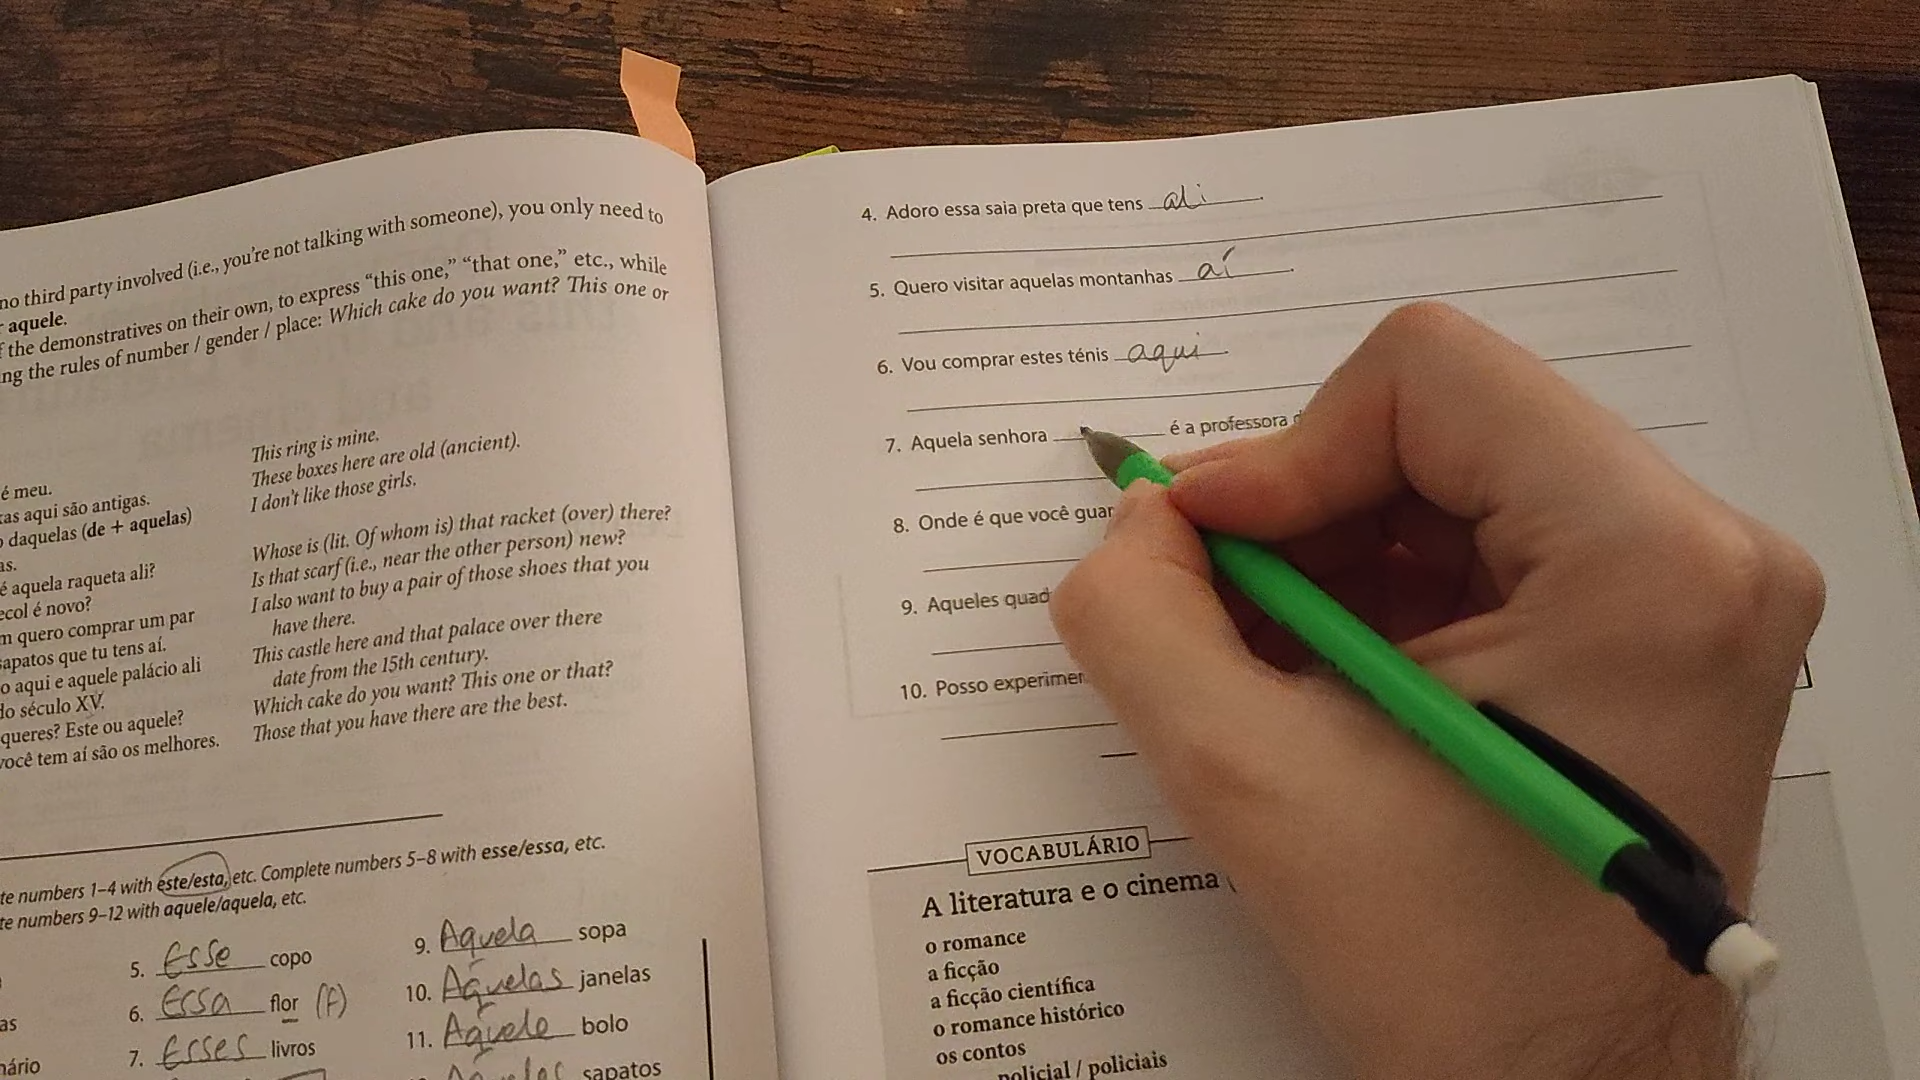 no third party involved (i.e., you're not talking with someone), you only need to
aquele.
the demonstratives on their own, to express “this one,” “that one,” etc., while
ng the rules of number / gender / place: Which cake do you want? This one or
é meu.
as aqui são antigas.
daquelas (de + aquelas)
as.
é aquela raqueta ali?
ecol é novo?
m quero comprar um par
sapatos que tu tens aí.
o aqui e aquele palácio ali
do século XV.
queres? Este ou aquele?
você tem aí são os melhores.
This ring is mine.
These boxes here are old (ancient).
I don't like those girls.
Whose is (lit. Of whom is) that racket (over) there?
Is that scarf (i.e., near the other person) new?
I also want to buy a pair of those shoes that you
have there.
This castle here and that palace over there
date from the 15th century.
Which cake do you want? This one or that?
Those that you have there are the best.
te numbers 1–4 with este/esta, etc. Complete numbers 5–8 with esse/essa, etc.
te numbers 9–12 with aquele/aquela, etc.
as
nário
5. Esse copo
6. Essa flor (f)
7. Esses livros
9. Aquela sopa
10. Aquelas janelas
11. Aquele bolo
sapatos
4. Adoro essa saia preta que tens ali.
5. Quero visitar aquelas montanhas aí.
6. Vou comprar estes ténis aqui.
7. Aquela senhora é a professora
8. Onde é que você guar
9. Aqueles quad
10. Posso experimen
VOCABULÁRIO
A literatura e o cinema
o romance
a ficção
a ficção científica
o romance histórico
os contos
policial / policiais